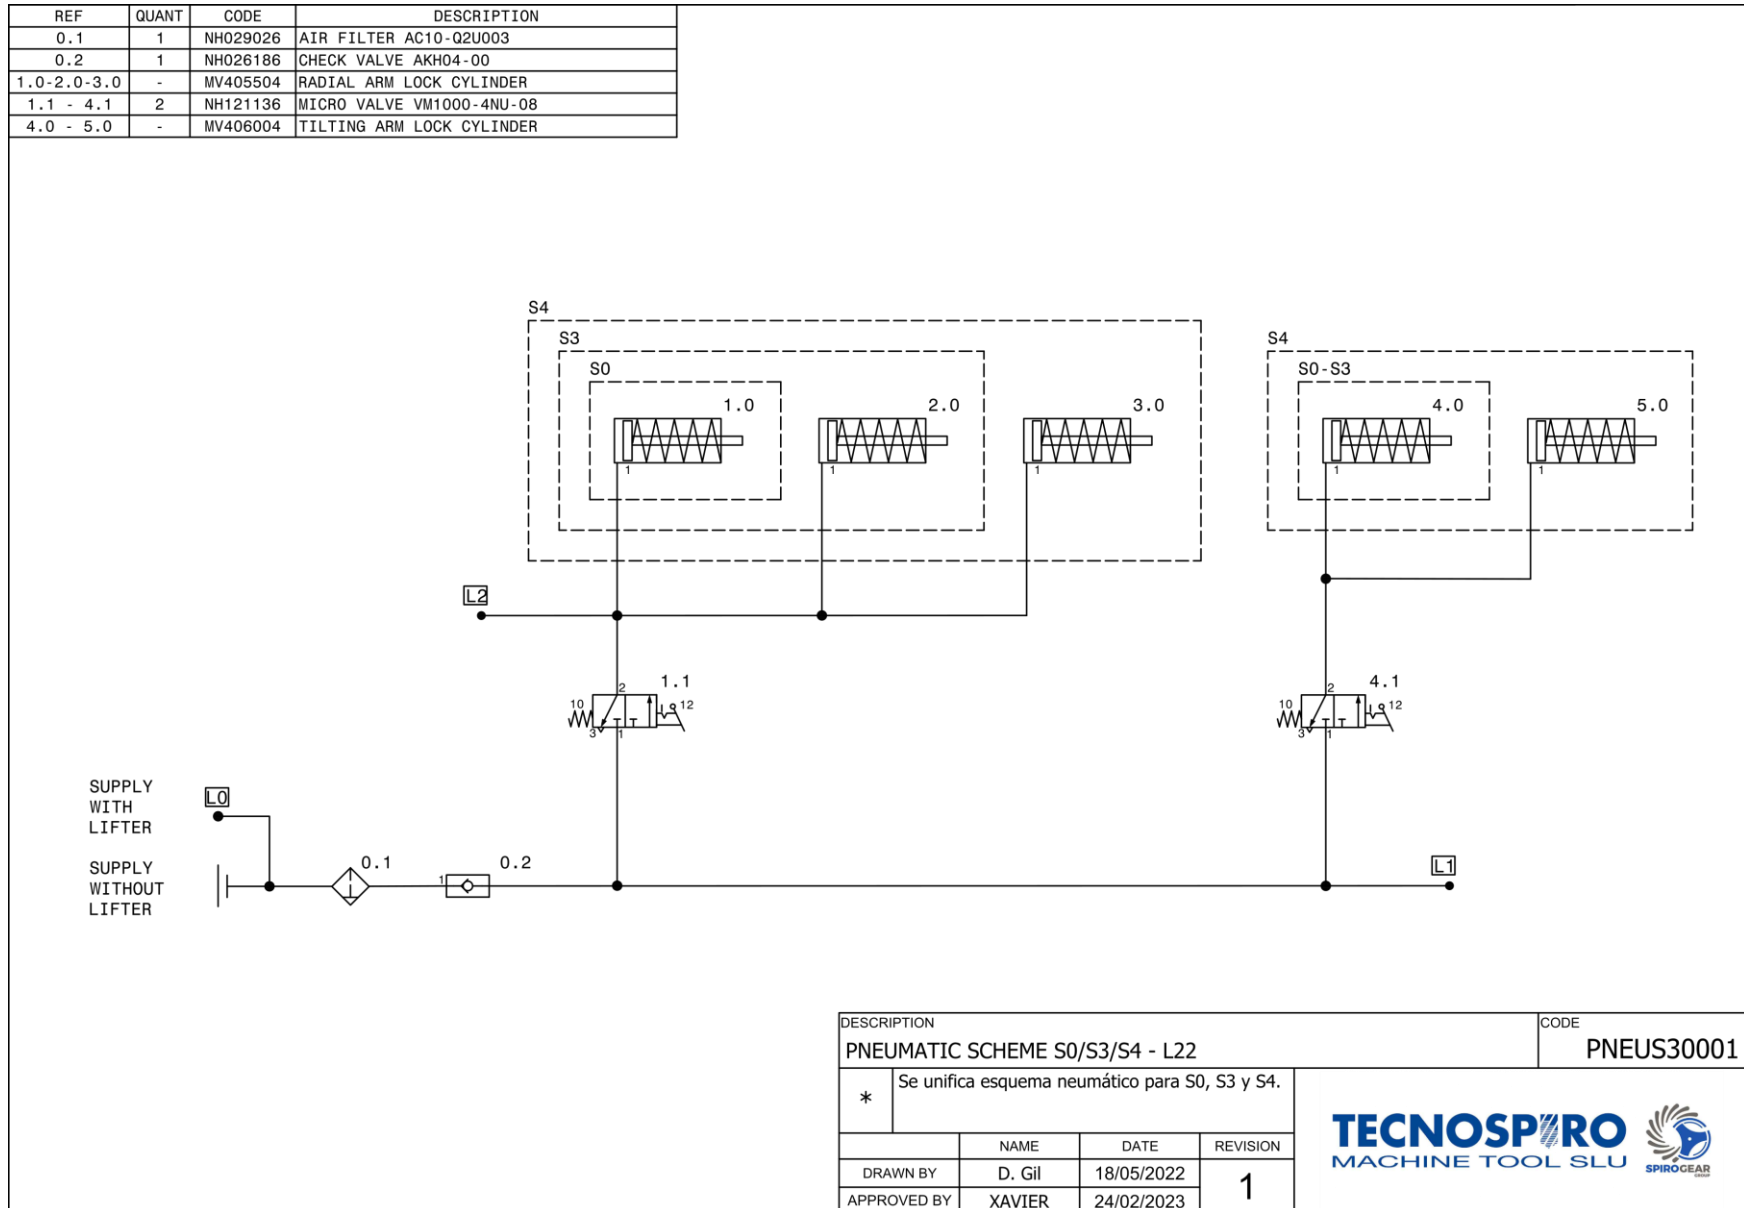 REF QUANT CODE DESCRIPTION
0.1 1 NH029026 AIR FILTER AC10-Q2U003
0.2 1 NH026186 CHECK VALVE AKH04-00
1.0-2.0-3.0 - MV405504 RADIAL ARM LOCK CYLINDER
1.1 - 4.1 2 NH121136 MICRO VALVE VM1000-4NU-08
4.0 - 5.0 - MV406004 TILTING ARM LOCK CYLINDER
S4
S3
S0
1.0
1
2.0
1
3.0
1
S4
S0-S3
4.0
1
5.0
1
L2
1.1
2
10
12
3
1
4.1
2
10
12
3
1
SUPPLY
WITH
LIFTER
L0
SUPPLY
WITHOUT
LIFTER
0.1
1
0.2
L1
DESCRIPTION
PNEUMATIC SCHEME S0/S3/S4 - L22
CODE
PNEUS30001
*
Se unifica esquema neumático para S0, S3 y S4.
NAME DATE REVISION
DRAWN BY D. Gil 18/05/2022
1
APPROVED BY XAVIER 24/02/2023
TECNOSPIRO
MACHINE TOOL SLU
SPIROGEAR
GROUP